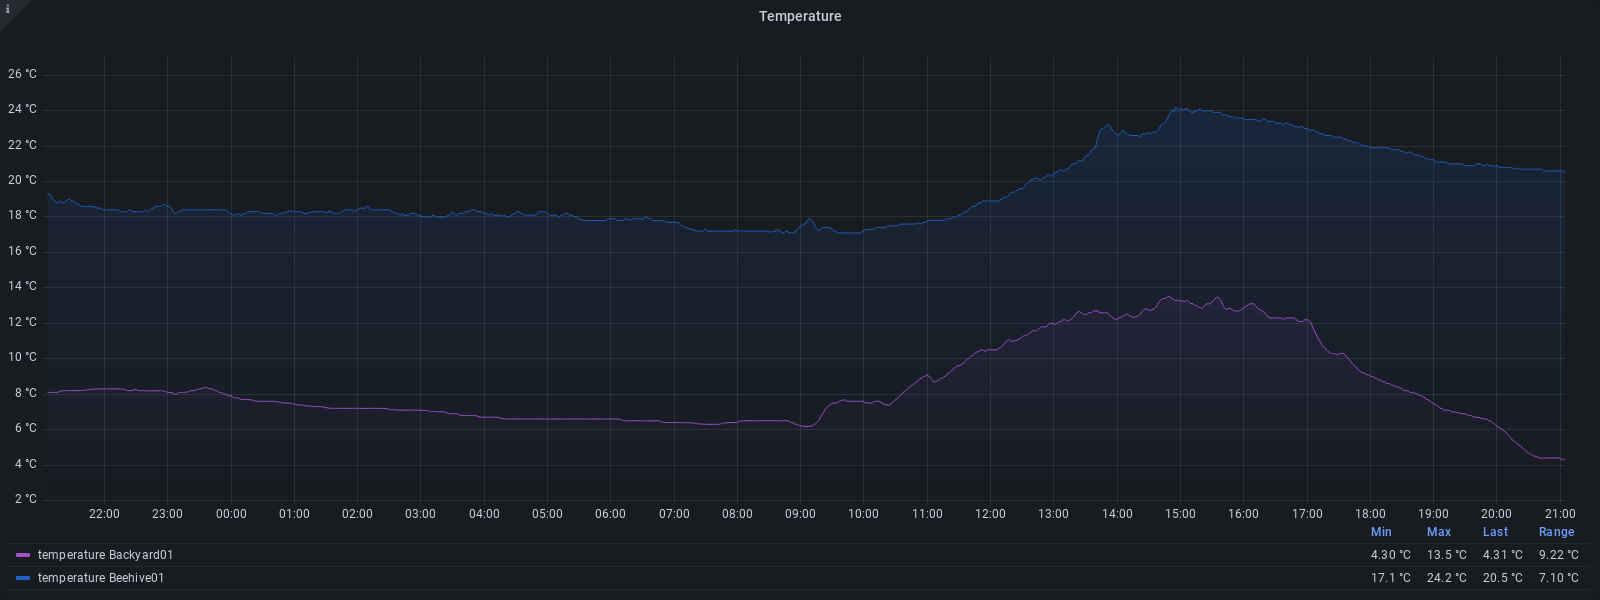 i
Temperature
26 °C
24 °C
22 °C
20 °C
18 °C
16 °C
14 °C
12 °C
10 °C
8 °C
6 °C
4 °C
2 °C
22:00 23:00 00:00 01:00 02:00 03:00 04:00 05:00 06:00 07:00 08:00 09:00 10:00 11:00 12:00 13:00 14:00 15:00 16:00 17:00 18:00 19:00 20:00 21:00
Min Max Last Range
temperature Backyard01 4.30 °C 13.5 °C 4.31 °C 9.22 °C
temperature Beehive01 17.1 °C 24.2 °C 20.5 °C 7.10 °C